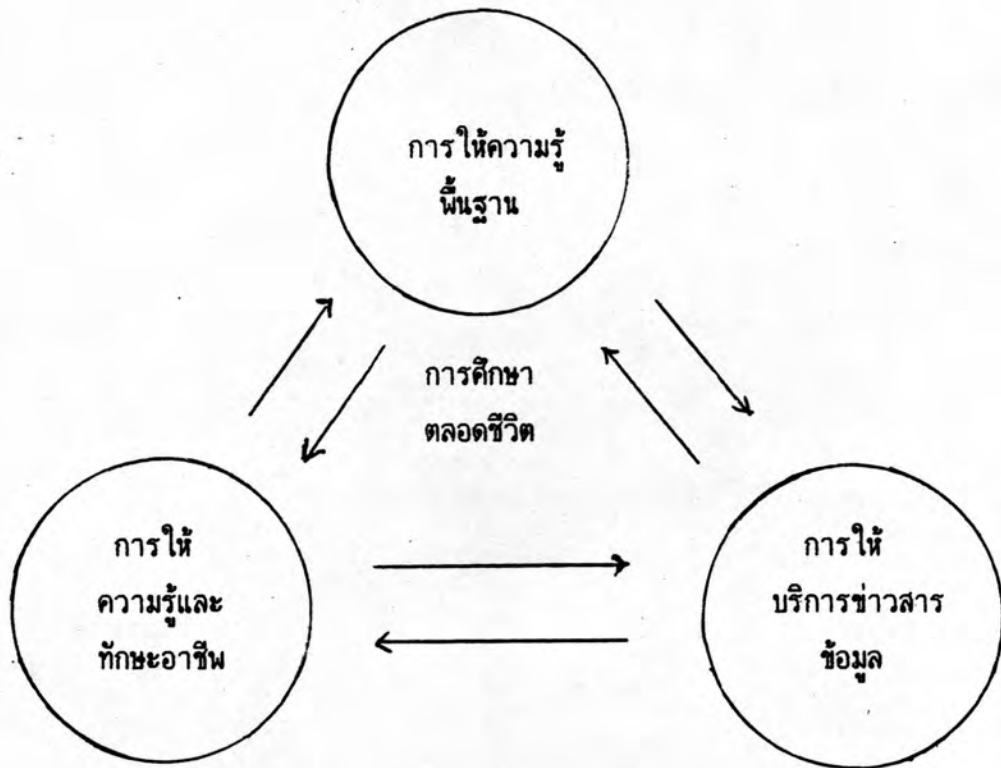 การให้ความรู้
พื้นฐาน
การศึกษา
ตลอดชีวิต
การให้
ความรู้และ
ทักษะอาชีพ
การให้
บริการข่าวสาร
ข้อมูล